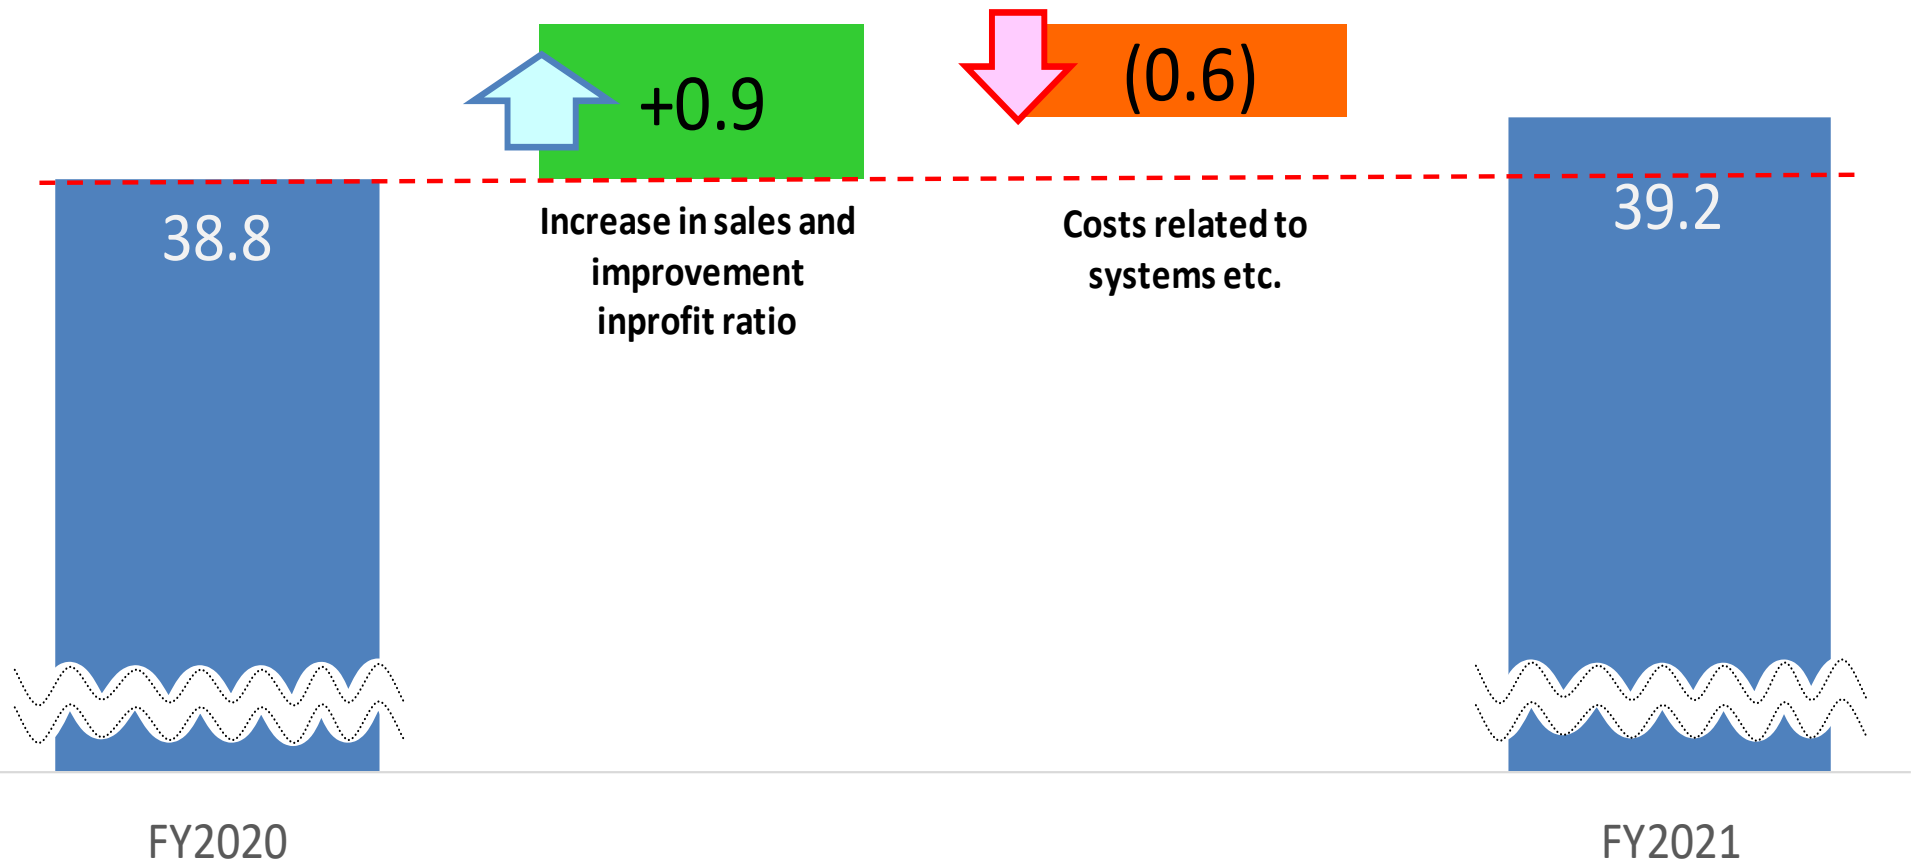 +0.9
(0.6)
38.8
39.2
Increase in sales and
improvement
inprofit ratio
Costs related to
systems etc.
FY2020
FY2021